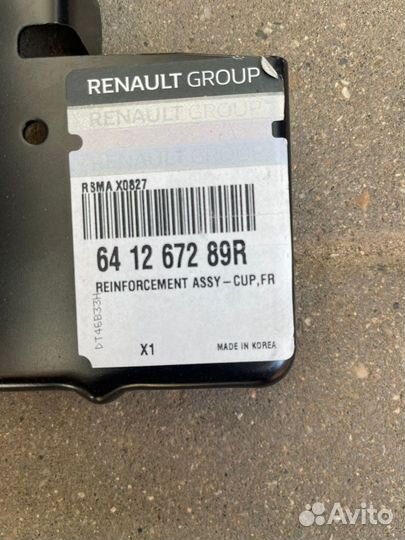 RENAULT GROUP
RENAULT GROUP
RENAULT GROUP
RSMA X0827
64 12 672 89R
REINFORCEMENT ASSY-CUP,FR
DT46B33H
X1
MADE IN KOREA
Avito